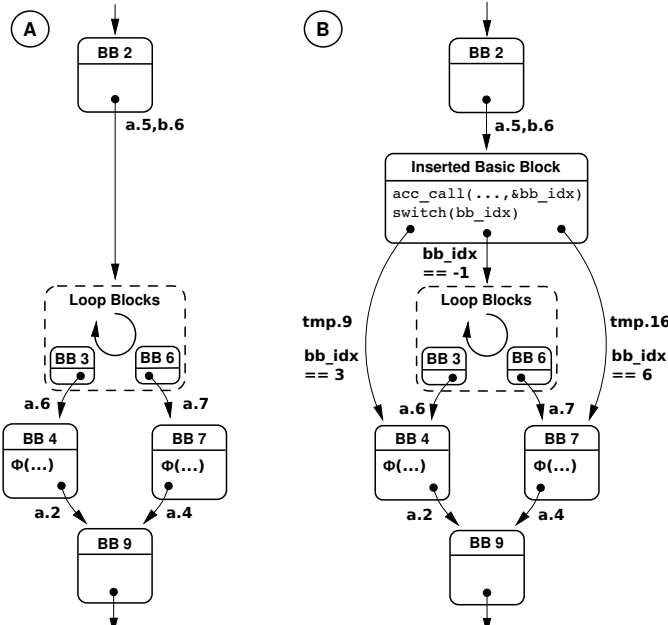 A
BB 2
a.5,b.6
Loop Blocks
BB 3
BB 6
a.6
a.7
BB 4
Φ(...)
BB 7
Φ(...)
a.2
a.4
BB 9
B
BB 2
a.5,b.6
Inserted Basic Block
acc_call(...,&bb_idx)
switch(bb_idx)
bb_idx
== -1
tmp.9
bb_idx
== 3
tmp.16
bb_idx
== 6
Loop Blocks
BB 3
BB 6
a.6
a.7
BB 4
Φ(...)
BB 7
Φ(...)
a.2
a.4
BB 9